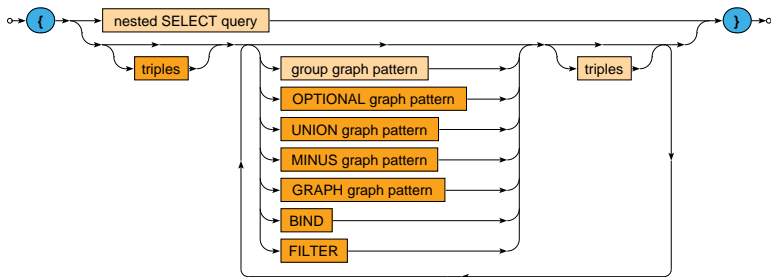 {
nested SELECT query
}
triples
group graph pattern
triples
OPTIONAL graph pattern
UNION graph pattern
MINUS graph pattern
GRAPH graph pattern
BIND
FILTER